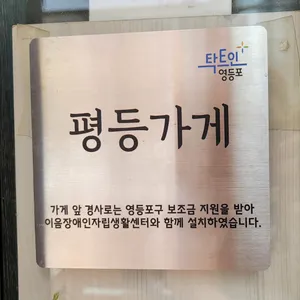 탁트인
영등포
평등가게
가게 앞 경사로는 영등포구 보조금 지원을 받아
이음장애인자립생활센터와 함께 설치하였습니다.